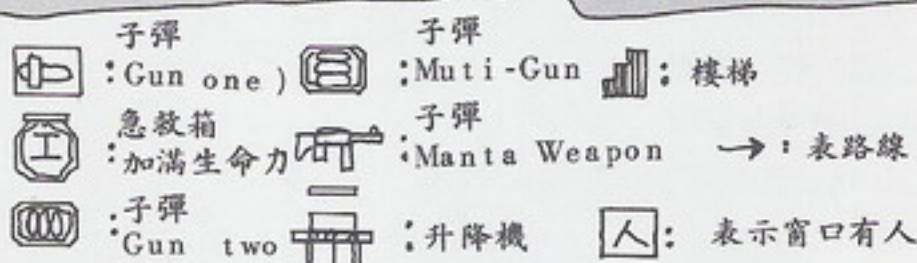 子彈
:Gun one)
子彈
:Muti-Gun
:樓梯
急救箱
:加滿生命力
子彈
:Manta Weapon
→:表路線
:子彈
Gun two
:升降機
人:表示窗口有人